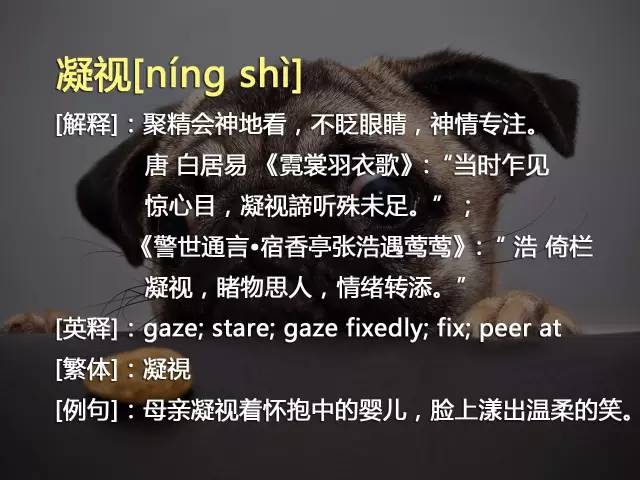 凝视[níng shì]
[解释]：聚精会神地看，不眨眼睛，神情专注。
唐 白居易 《霓裳羽衣歌》：“当时乍见
惊心目，凝视諦听殊未足。”；
《警世通言•宿香亭张浩遇莺莺》：“ 浩 倚栏
凝视，睹物思人，情绪转添。”
[英释]：gaze; stare; gaze fixedly; fix; peer at
[繁体]：凝視
[例句]：母亲凝视着怀抱中的婴儿，脸上漾出温柔的笑。